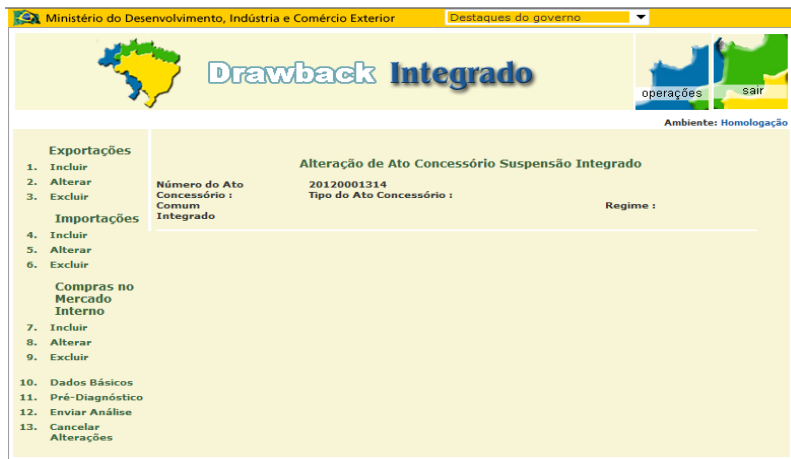 Ministério do Desenvolvimento, Indústria e Comércio Exterior
Destaques do governo
Drawback Integrado
operações
sair
Ambiente: Homologação
Exportações
1. Incluir
2. Alterar
3. Excluir
Importações
4. Incluir
5. Alterar
6. Excluir
Compras no
Mercado
Interno
7. Incluir
8. Alterar
9. Excluir
10. Dados Básicos
11. Pré-Diagnóstico
12. Enviar Análise
13. Cancelar
Alterações
Alteração de Ato Concessório Suspensão Integrado
Número do Ato
Concessório :
Comum
Integrado
20120001314
Tipo do Ato Concessório :
Regime :